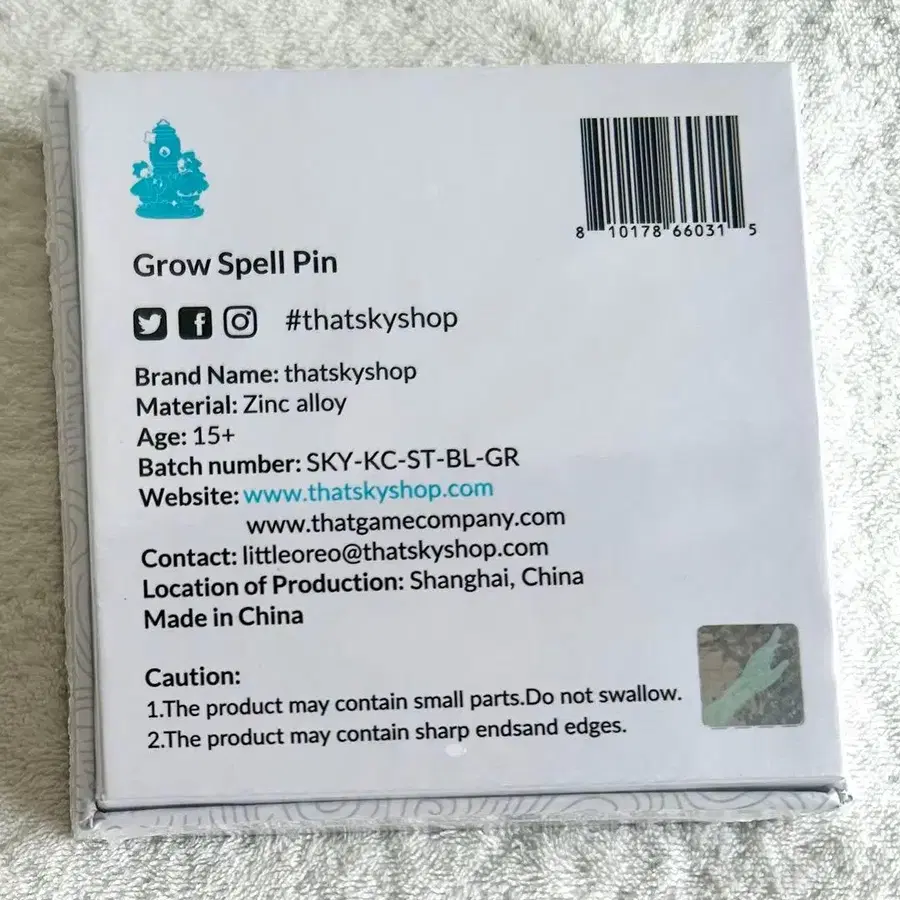 8 10178 66031 5
Grow Spell Pin
#thatskyshop
Brand Name: thatskyshop
Material: Zinc alloy
Age: 15+
Batch number: SKY-KC-ST-BL-GR
Website: www.thatskyshop.com
www.thatgamecompany.com
Contact: littleoreo@thatskyshop.com
Location of Production: Shanghai, China
Made in China
Caution:
1.The product may contain small parts.Do not swallow.
2.The product may contain sharp endsand edges.